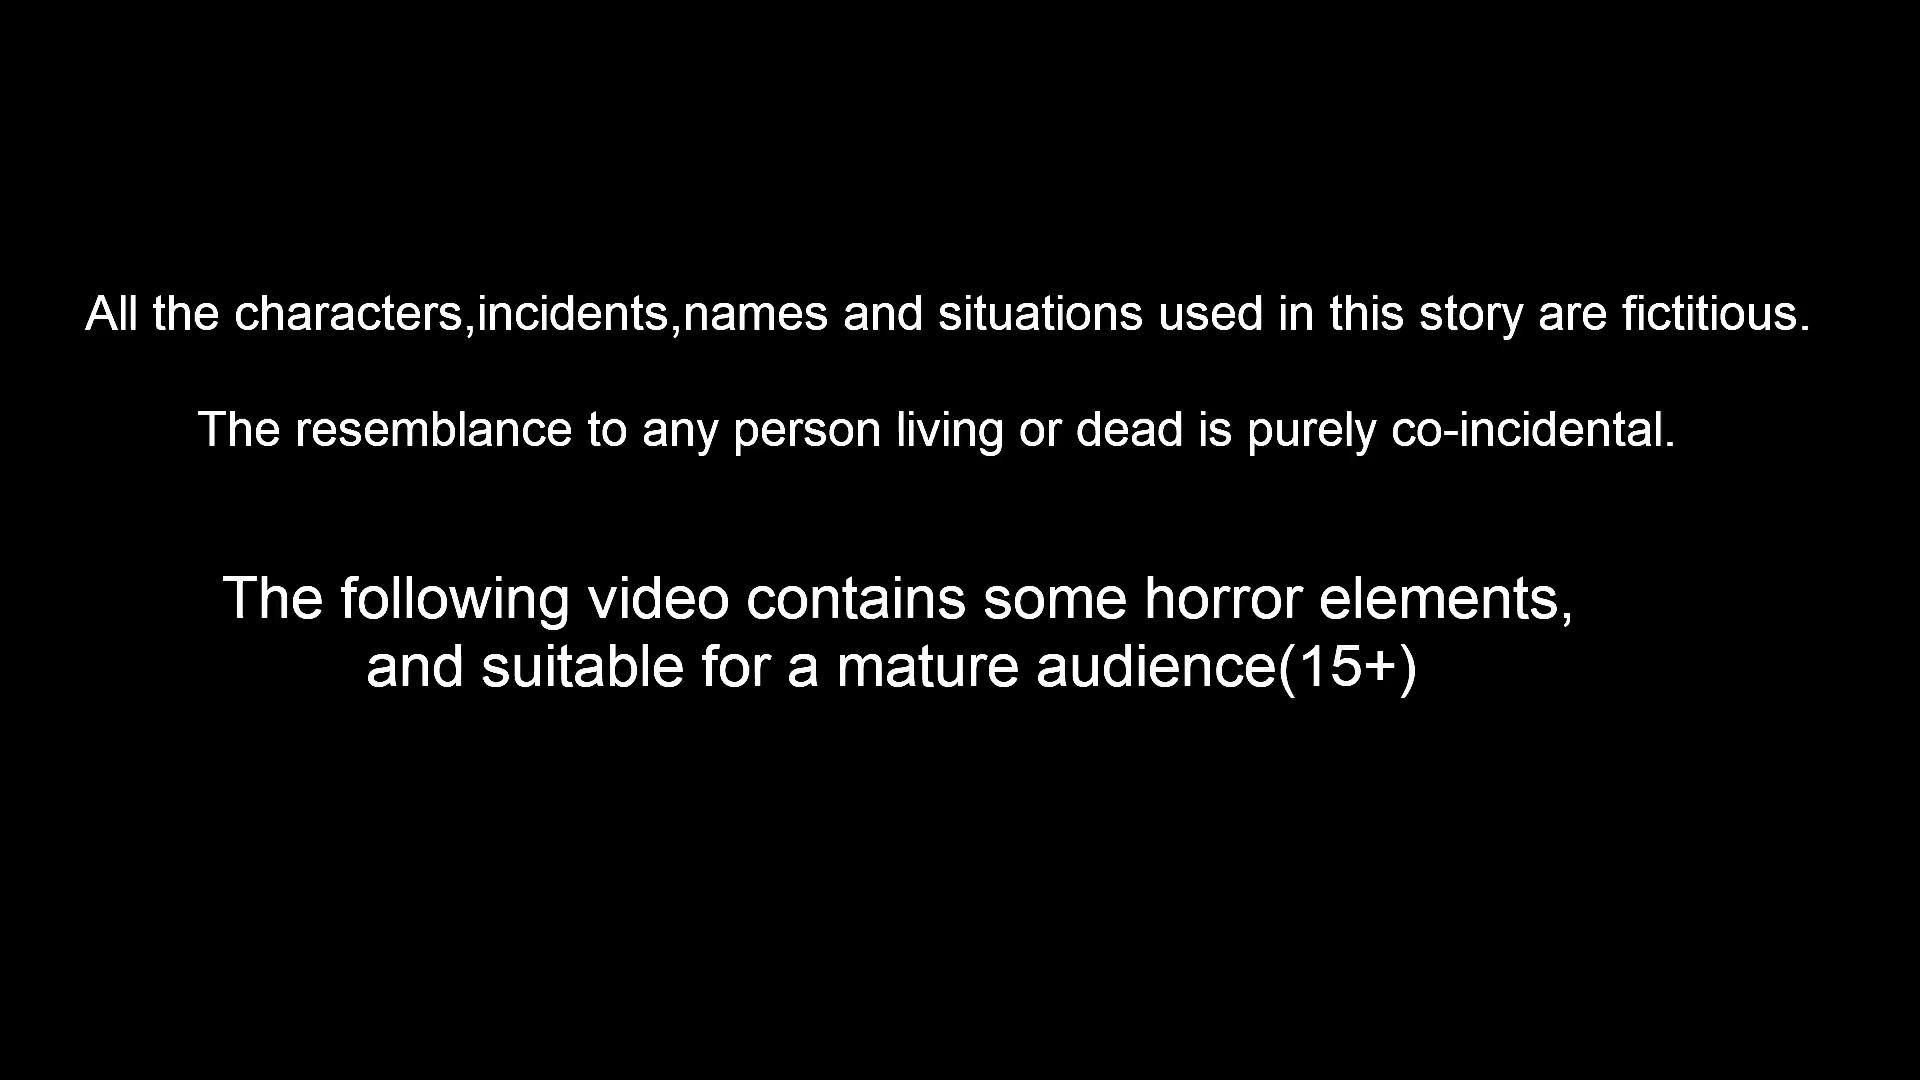 All the characters,incidents,names and situations used in this story are fictitious.
The resemblance to any person living or dead is purely co-incidental.
The following video contains some horror elements,
and suitable for a mature audience(15+)